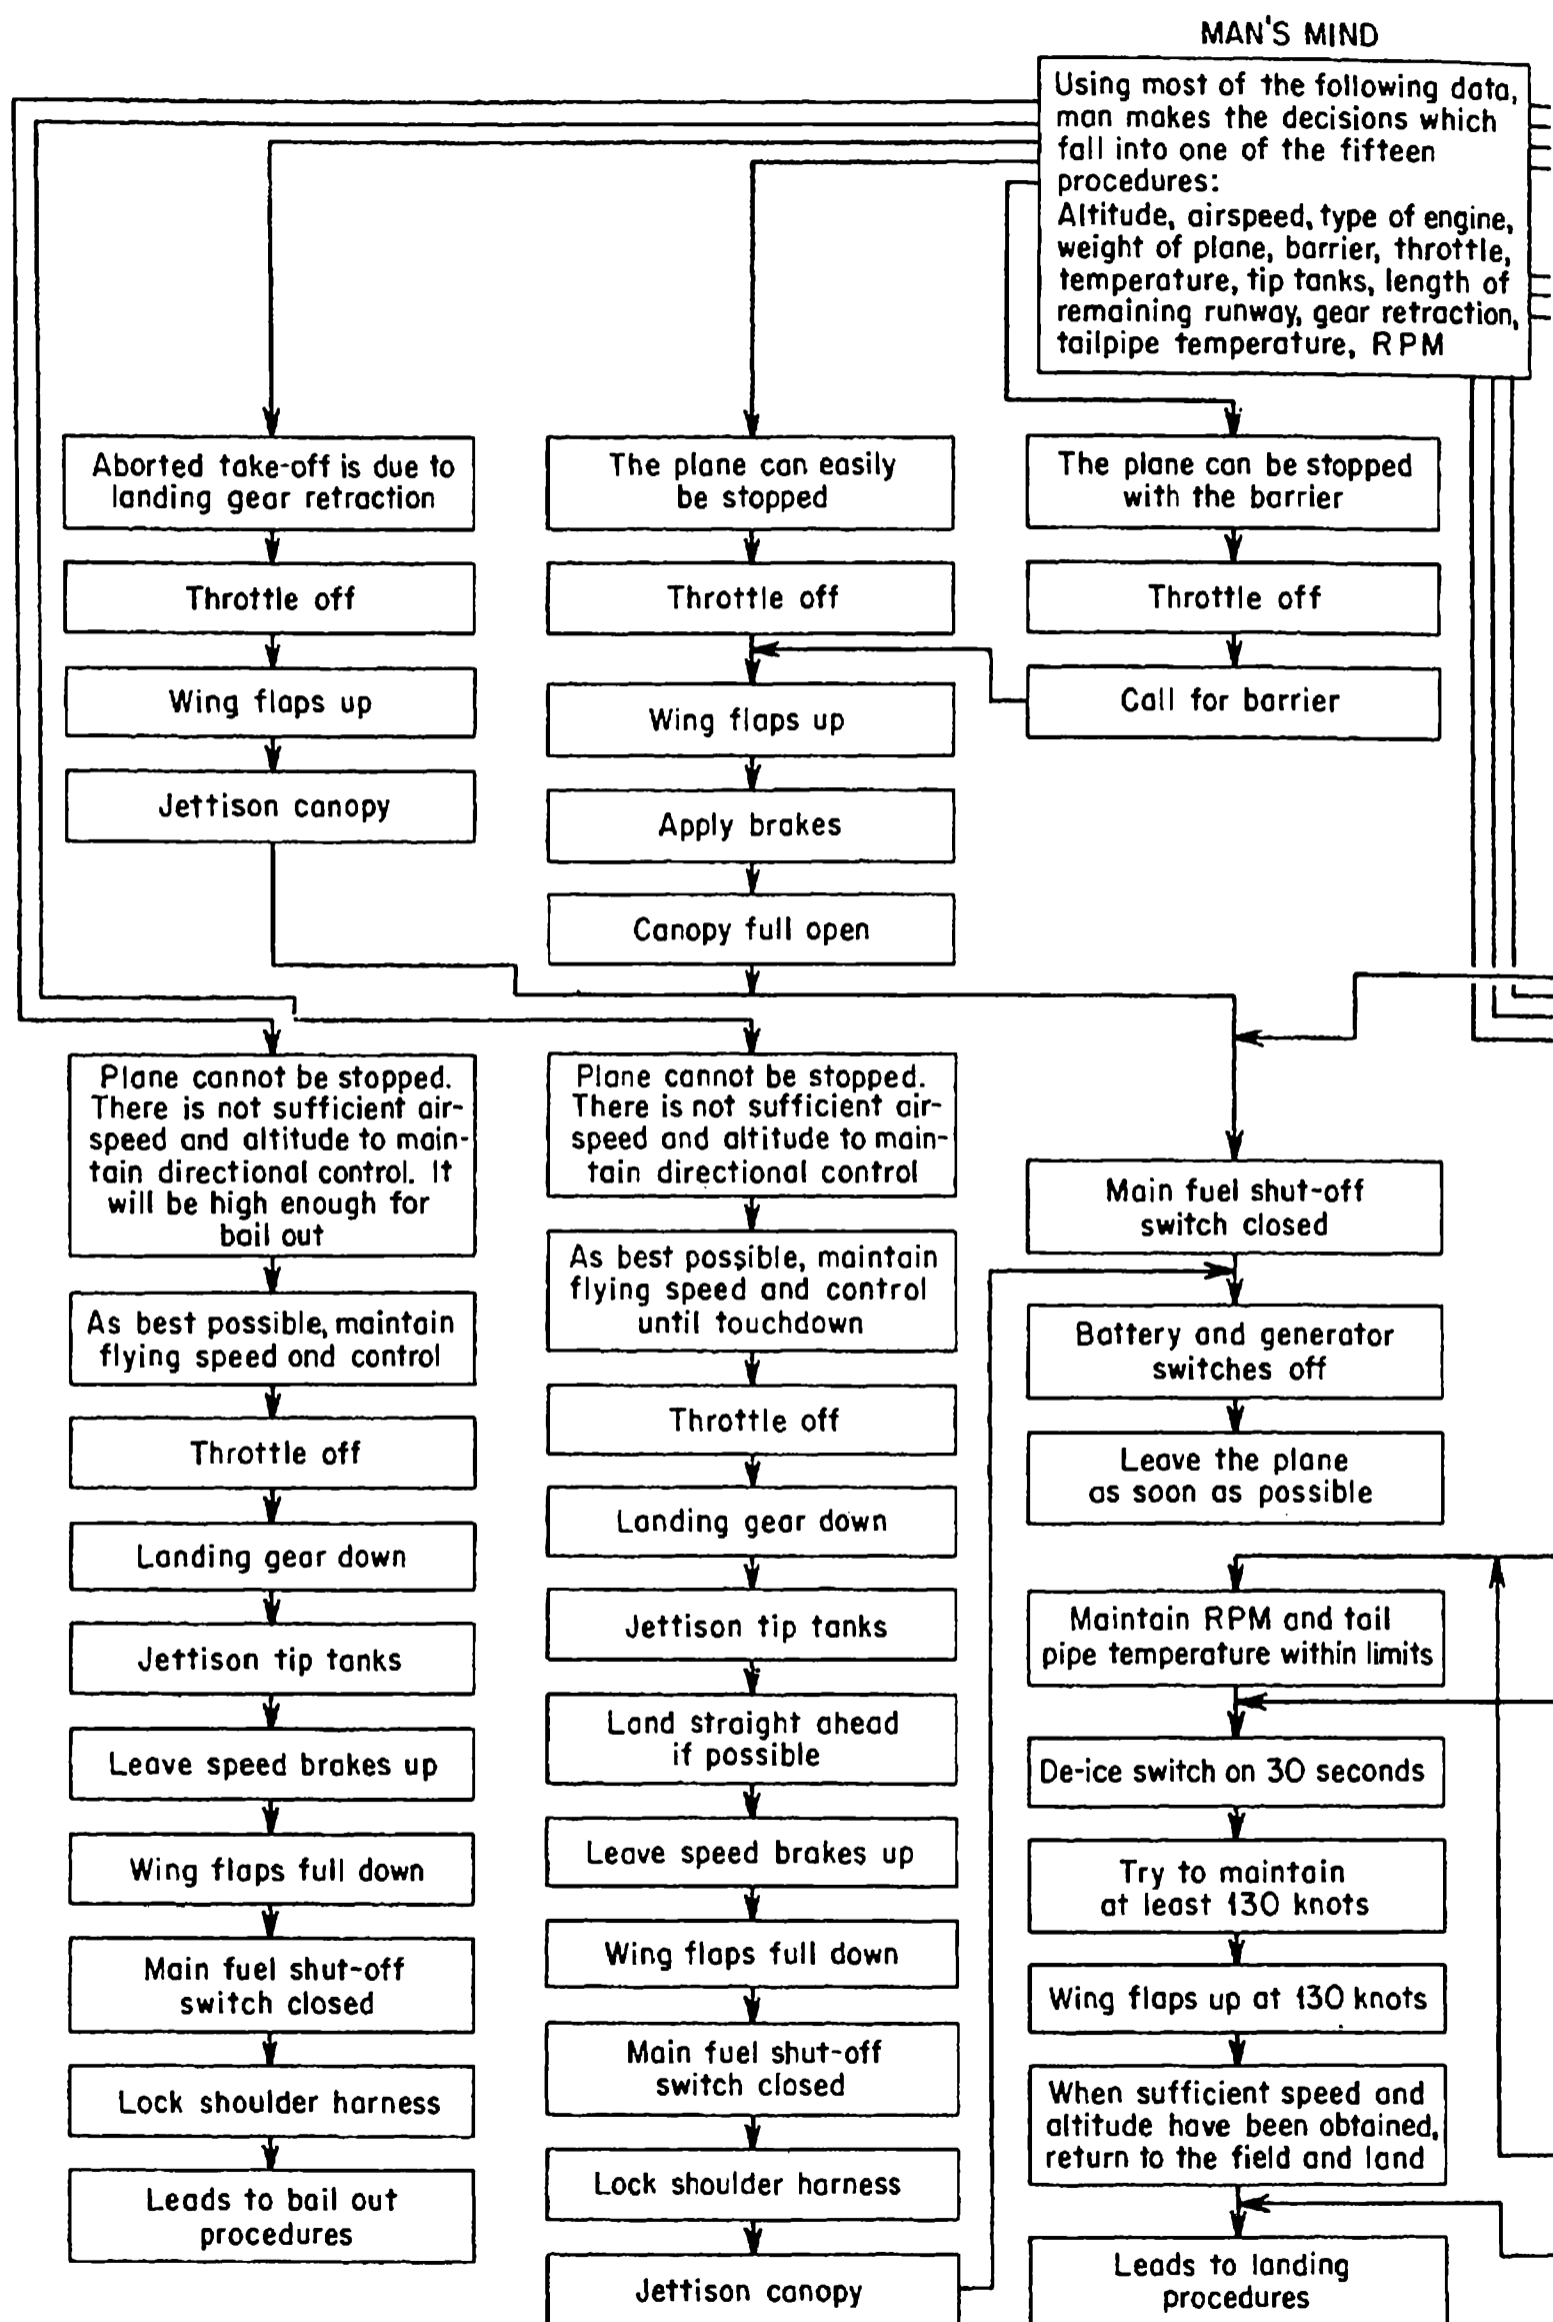 MAN'S MIND
Using most of the following data,
man makes the decisions which
fall into one of the fifteen
procedures:
Altitude, airspeed, type of engine,
weight of plane, barrier, throttle,
temperature, tip tanks, length of
remaining runway, gear retraction,
tailpipe temperature, RPM
Aborted take-off is due to
landing gear retraction
Throttle off
Wing flaps up
Jettison canopy
The plane can easily
be stopped
Throttle off
Wing flaps up
Apply brakes
Canopy full open
The plane can be stopped
with the barrier
Throttle off
Call for barrier
Plane cannot be stopped.
There is not sufficient air-
speed and altitude to main-
tain directional control. It
will be high enough for
bail out
As best possible, maintain
flying speed and control
Throttle off
Landing gear down
Jettison tip tanks
Leave speed brakes up
Wing flaps full down
Main fuel shut-off
switch closed
Lock shoulder harness
Leads to bail out
procedures
Plane cannot be stopped.
There is not sufficient air-
speed and altitude to main-
tain directional control
As best possible, maintain
flying speed and control
until touchdown
Throttle off
Landing gear down
Jettison tip tanks
Land straight ahead
if possible
Leave speed brakes up
Wing flaps full down
Main fuel shut-off
switch closed
Lock shoulder harness
Jettison canopy
Main fuel shut-off
switch closed
Battery and generator
switches off
Leave the plane
as soon as possible
Maintain RPM and tail
pipe temperature within limits
De-ice switch on 30 seconds
Try to maintain
at least 130 knots
Wing flaps up at 130 knots
When sufficient speed and
altitude have been obtained,
return to the field and land
Leads to landing
procedures